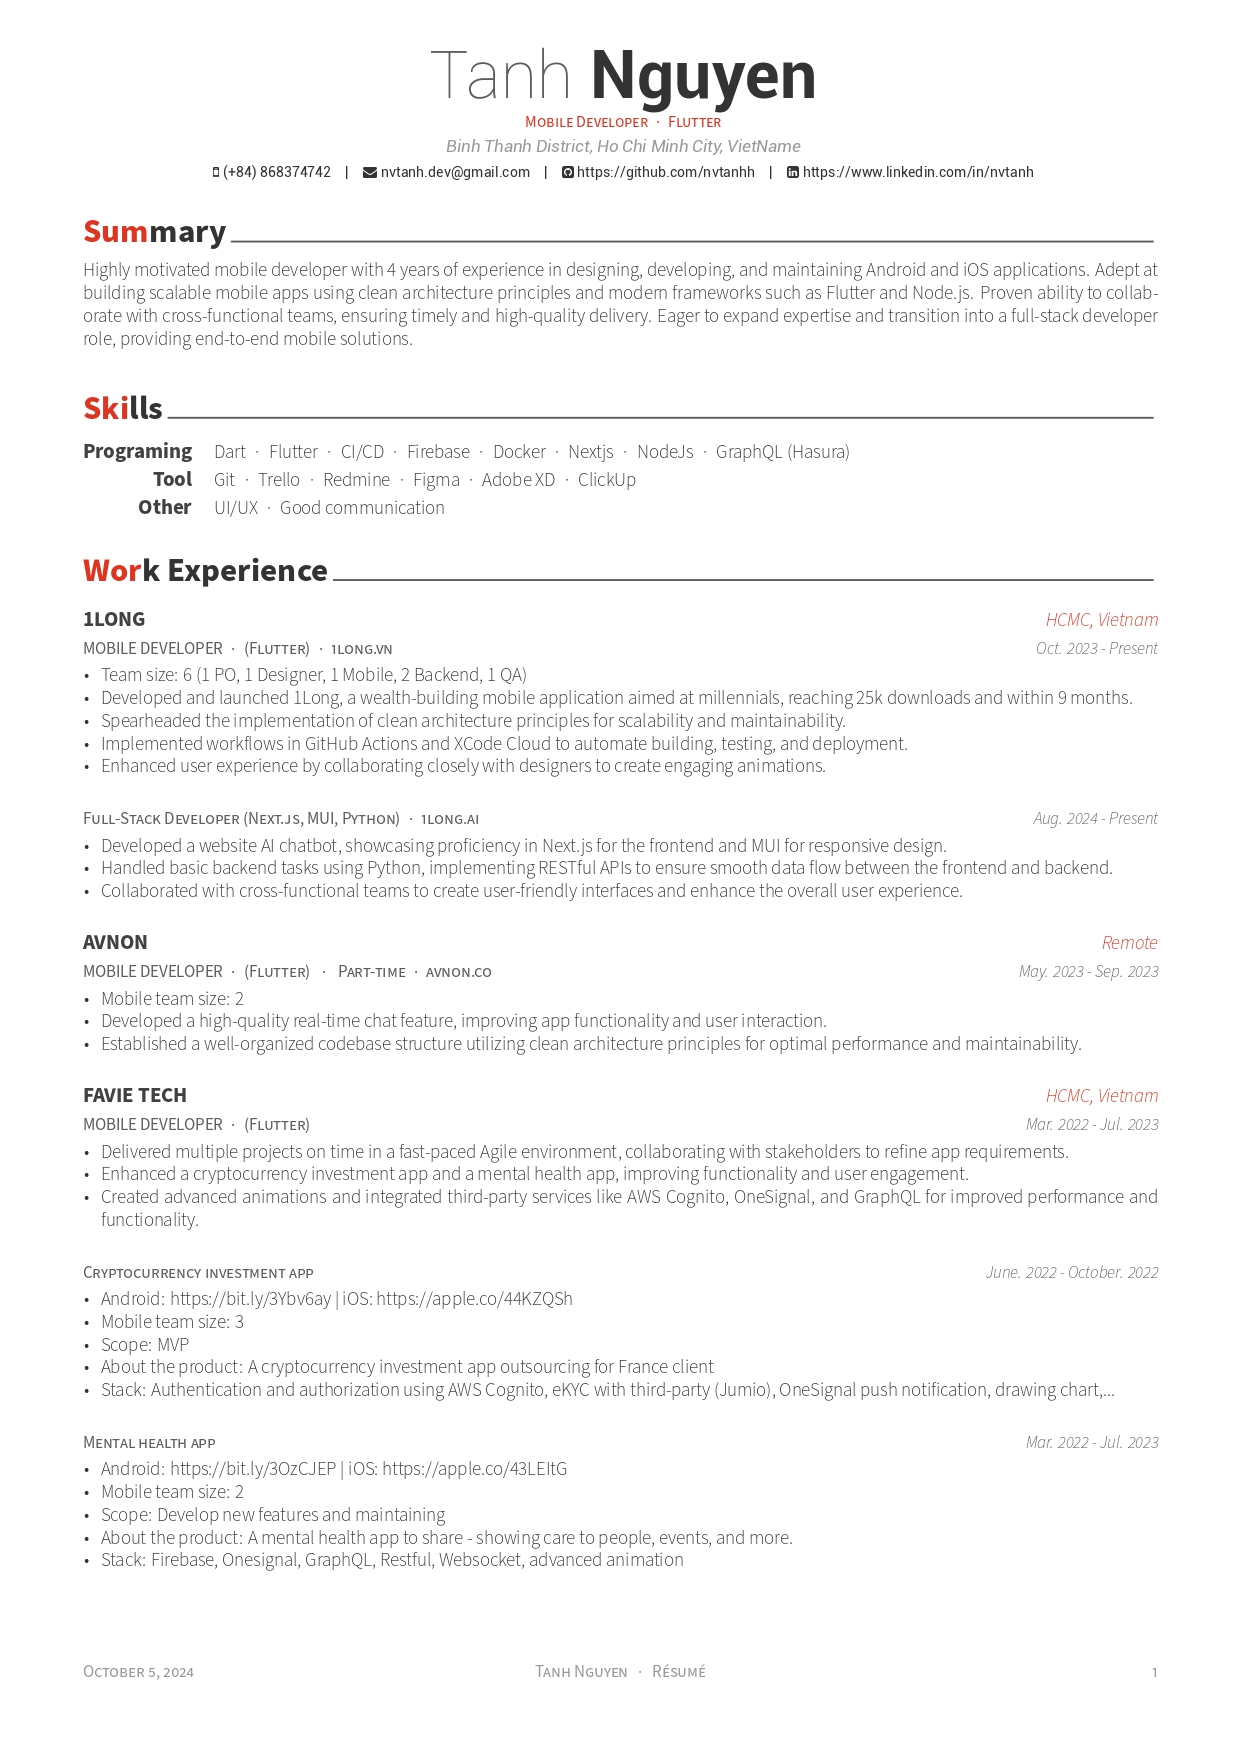 Tanh Nguyen
Mobile Developer · Flutter
Binh Thanh District, Ho Chi Minh City, VietName
(+84) 868374742 | nvtanh.dev@gmail.com | https://github.com/nvtanhh | https://www.linkedin.com/in/nvtanh
Summary
Highly motivated mobile developer with 4 years of experience in designing, developing, and maintaining Android and iOS applications. Adept at
building scalable mobile apps using clean architecture principles and modern frameworks such as Flutter and Node.js. Proven ability to collab-
orate with cross-functional teams, ensuring timely and high-quality delivery. Eager to expand expertise and transition into a full-stack developer
role, providing end-to-end mobile solutions.
Skills
Programing Dart · Flutter · CI/CD · Firebase · Docker · Nextjs · NodeJs · GraphQL (Hasura)
Tool Git · Trello · Redmine · Figma · Adobe XD · ClickUp
Other UI/UX · Good communication
Work Experience
1LONG HCMC, Vietnam
MOBILE DEVELOPER · (Flutter) · 1long.vn Oct. 2023 - Present
• Team size: 6 (1 PO, 1 Designer, 1 Mobile, 2 Backend, 1 QA)
• Developed and launched 1Long, a wealth-building mobile application aimed at millennials, reaching 25k downloads and within 9 months.
• Spearheaded the implementation of clean architecture principles for scalability and maintainability.
• Implemented workflows in GitHub Actions and XCode Cloud to automate building, testing, and deployment.
• Enhanced user experience by collaborating closely with designers to create engaging animations.
Full-Stack Developer (Next.js, MUI, Python) · 1long.ai Aug. 2024 - Present
• Developed a website AI chatbot, showcasing proficiency in Next.js for the frontend and MUI for responsive design.
• Handled basic backend tasks using Python, implementing RESTful APIs to ensure smooth data flow between the frontend and backend.
• Collaborated with cross-functional teams to create user-friendly interfaces and enhance the overall user experience.
AVNON Remote
MOBILE DEVELOPER · (Flutter) · Part-time · avnon.co May. 2023 - Sep. 2023
• Mobile team size: 2
• Developed a high-quality real-time chat feature, improving app functionality and user interaction.
• Established a well-organized codebase structure utilizing clean architecture principles for optimal performance and maintainability.
FAVIE TECH HCMC, Vietnam
MOBILE DEVELOPER · (Flutter) Mar. 2022 - Jul. 2023
• Delivered multiple projects on time in a fast-paced Agile environment, collaborating with stakeholders to refine app requirements.
• Enhanced a cryptocurrency investment app and a mental health app, improving functionality and user engagement.
• Created advanced animations and integrated third-party services like AWS Cognito, OneSignal, and GraphQL for improved performance and
functionality.
Cryptocurrency investment app June. 2022 - October. 2022
• Android: https://bit.ly/3Ybv6ay | iOS: https://apple.co/44KZQSh
• Mobile team size: 3
• Scope: MVP
• About the product: A cryptocurrency investment app outsourcing for France client
• Stack: Authentication and authorization using AWS Cognito, eKYC with third-party (Jumio), OneSignal push notification, drawing chart,...
Mental health app Mar. 2022 - Jul. 2023
• Android: https://bit.ly/3OzCJEP | iOS: https://apple.co/43LEItG
• Mobile team size: 2
• Scope: Develop new features and maintaining
• About the product: A mental health app to share - showing care to people, events, and more.
• Stack: Firebase, Onesignal, GraphQL, Restful, Websocket, advanced animation
October 5, 2024 Tanh Nguyen · Résumé 1